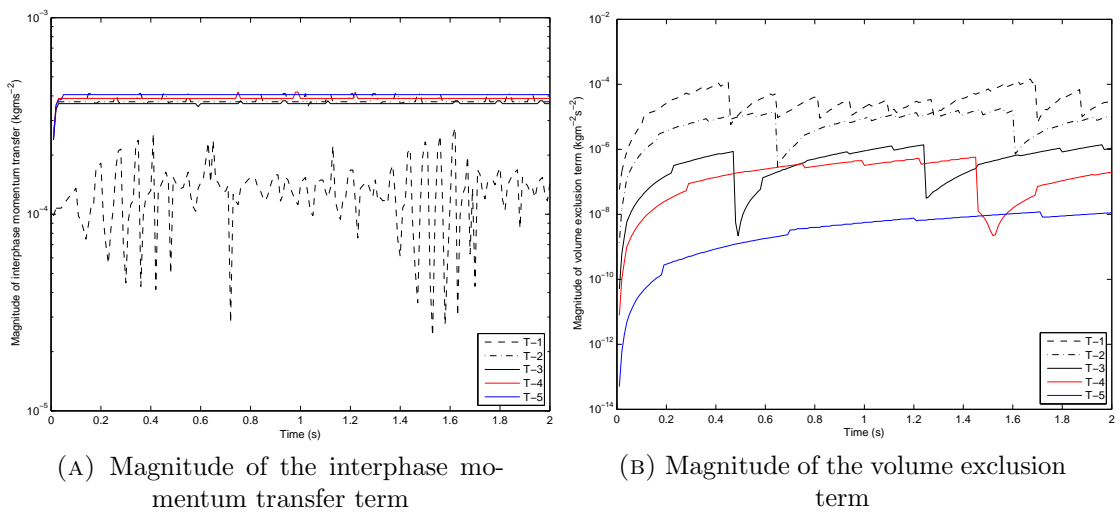 10^-3
10^-4
10^-5
Magnitude of interphase momentum transfer (kgms^-2)
0 0.2 0.4 0.6 0.8 1.0 1.2 1.4 1.6 1.8 2
Time (s)
T-1
T-2
T-3
T-4
T-5
(A) Magnitude of the interphase mo-
mentum transfer term
10^-2
10^-4
10^-6
10^-8
10^-10
10^-12
10^-14
Magnitude of volume exclusion term (kgm^-2s^-2)
0 0.2 0.4 0.6 0.8 1.0 1.2 1.4 1.6 1.8 2
Time (s)
T-1
T-2
T-3
T-4
T-5
(B) Magnitude of the volume exclusion
term